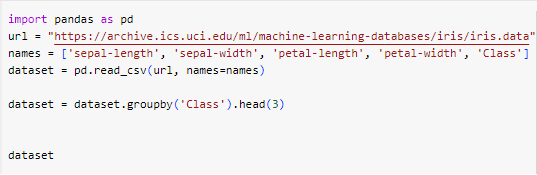 import pandas as pd
url = "https://archive.ics.uci.edu/ml/machine-learning-databases/iris/iris.data"
names = ['sepal-length', 'sepal-width', 'petal-length', 'petal-width', 'Class']
dataset = pd.read_csv(url, names=names)
dataset = dataset.groupby('Class').head(3)
dataset